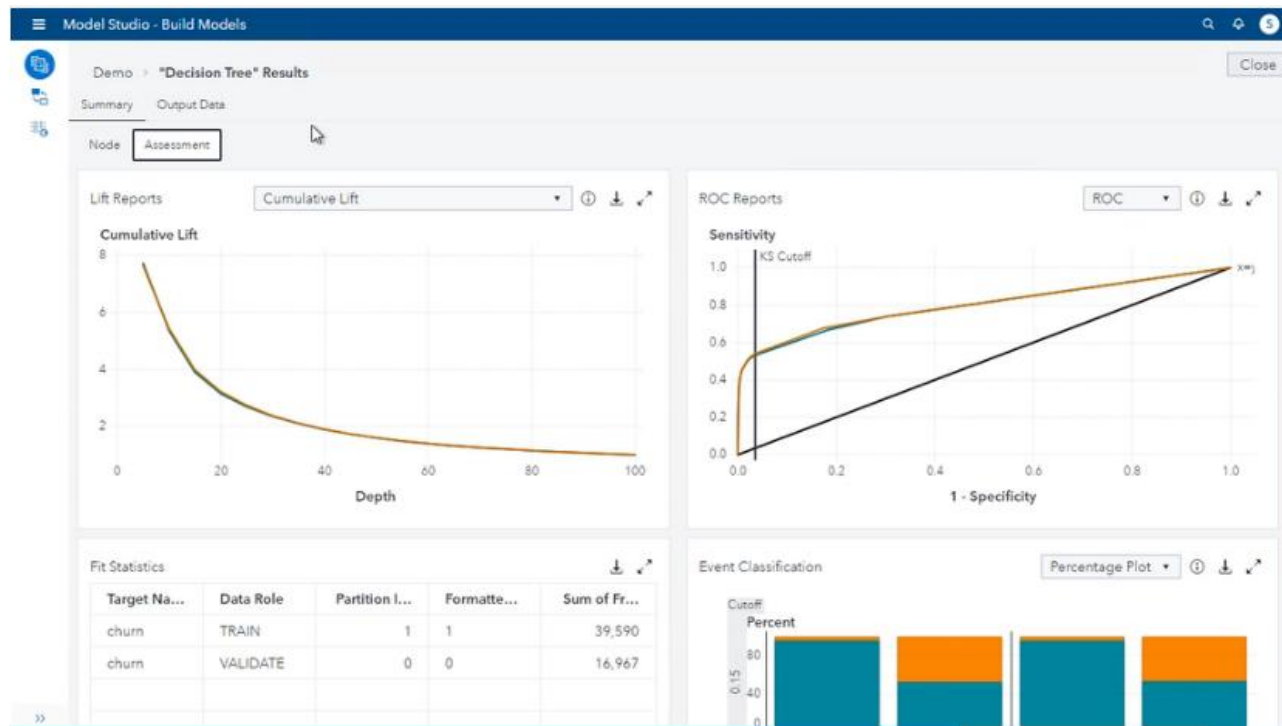 Model Studio - Build Models
S
Demo > "Decision Tree" Results
Close
Summary Output Data
Node Assessment
Lift Reports Cumulative Lift
Cumulative Lift
8
6
4
2
0 20 40 60 80 100
Depth
ROC Reports ROC
Sensitivity
KS Cutoff
1.0
0.8
0.6
0.4
0.2
0.0
0.0 0.2 0.4 0.6 0.8 1.0
1 - Specificity
Fit Statistics
Target Na... Data Role Partition I... Formatte... Sum of Fr...
churn TRAIN 1 1 39,590
churn VALIDATE 0 0 16,967
Event Classification Percentage Plot
Cutoff
Percent
0.15
80
40
0